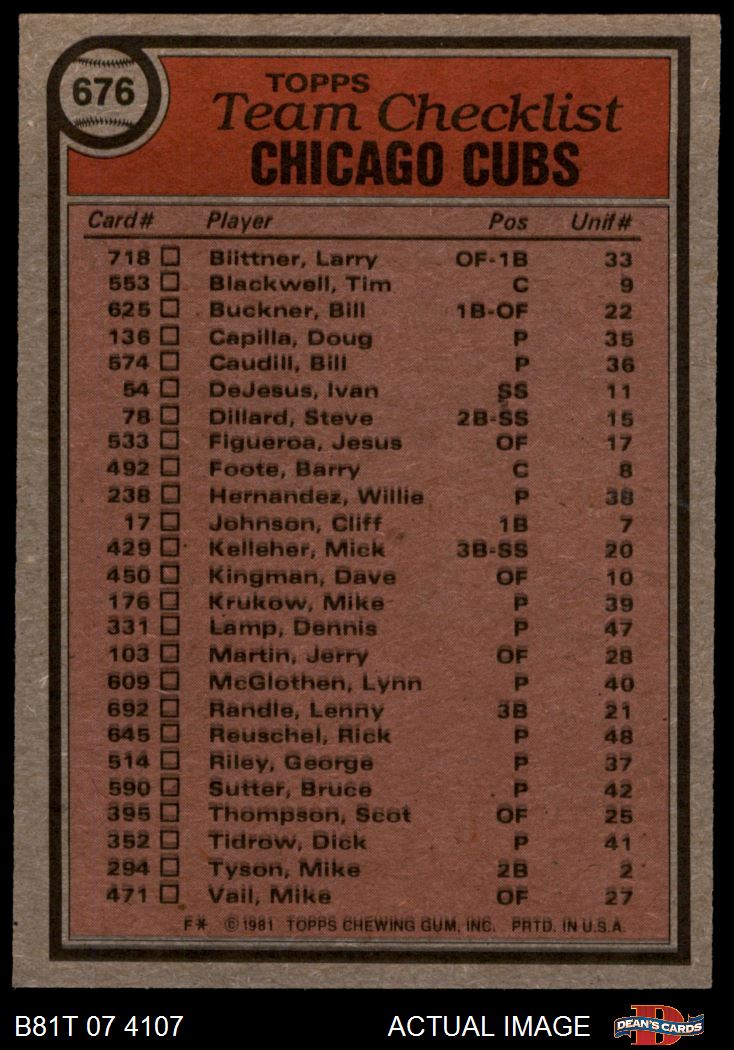 676
TOPPS
Team Checklist
CHICAGO CUBS
Card# Player Pos Unif#
718 Biittner, Larry OF-1B 33
553 Blackwell, Tim C 9
625 Buckner, Bill 1B-OF 22
136 Capilla, Doug P 35
574 Caudill, Bill P 36
54 DeJesus, Ivan SS 11
78 Dillard, Steve 2B-SS 15
533 Figueroa, Jesus OF 17
492 Foote, Barry C 8
238 Hernandez, Willie P 38
17 Johnson, Cliff 1B 7
429 Kelleher, Mick 3B-SS 20
450 Kingman, Dave OF 10
176 Krukow, Mike P 39
331 Lamp, Dennis P 47
103 Martin, Jerry OF 28
609 McGlothen, Lynn P 40
692 Randle, Lenny 3B 21
645 Reuschel, Rick P 48
514 Riley, George P 37
590 Sutter, Bruce P 42
395 Thompson, Scot OF 25
352 Tidrow, Dick P 41
294 Tyson, Mike 2B 2
471 Vail, Mike OF 27
F* ©1981 TOPPS CHEWING GUM, INC. PRTD. IN U.S.A.
B81T 07 4107 ACTUAL IMAGE DEAN'S CARDS